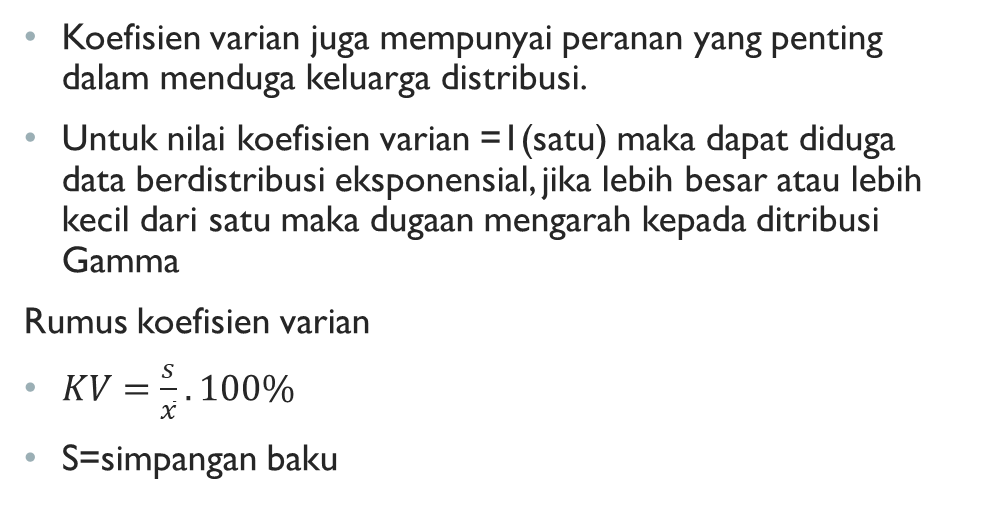 • Koefisien varian juga mempunyai peranan yang penting
dalam menduga keluarga distribusi.
• Untuk nilai koefisien varian =1(satu) maka dapat diduga
data berdistribusi eksponensial, jika lebih besar atau lebih
kecil dari satu maka dugaan mengarah kepada ditribusi
Gamma
Rumus koefisien varian
• KV = s/ẋ . 100%
• S=simpangan baku